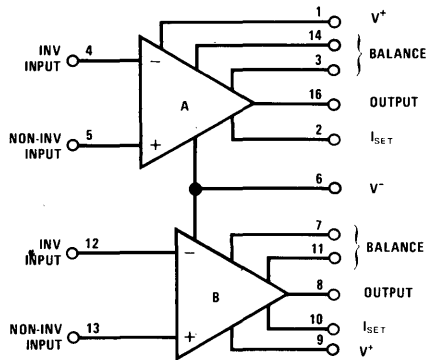 1 V+
INV
INPUT 4
14
BALANCE
3
A
16 OUTPUT
NON-INV
INPUT 5
2 ISET
6 V-
−
+
7
INV
INPUT 12
BALANCE
11
B
8 OUTPUT
10 ISET
NON-INV
INPUT 13
9 V+
−
+